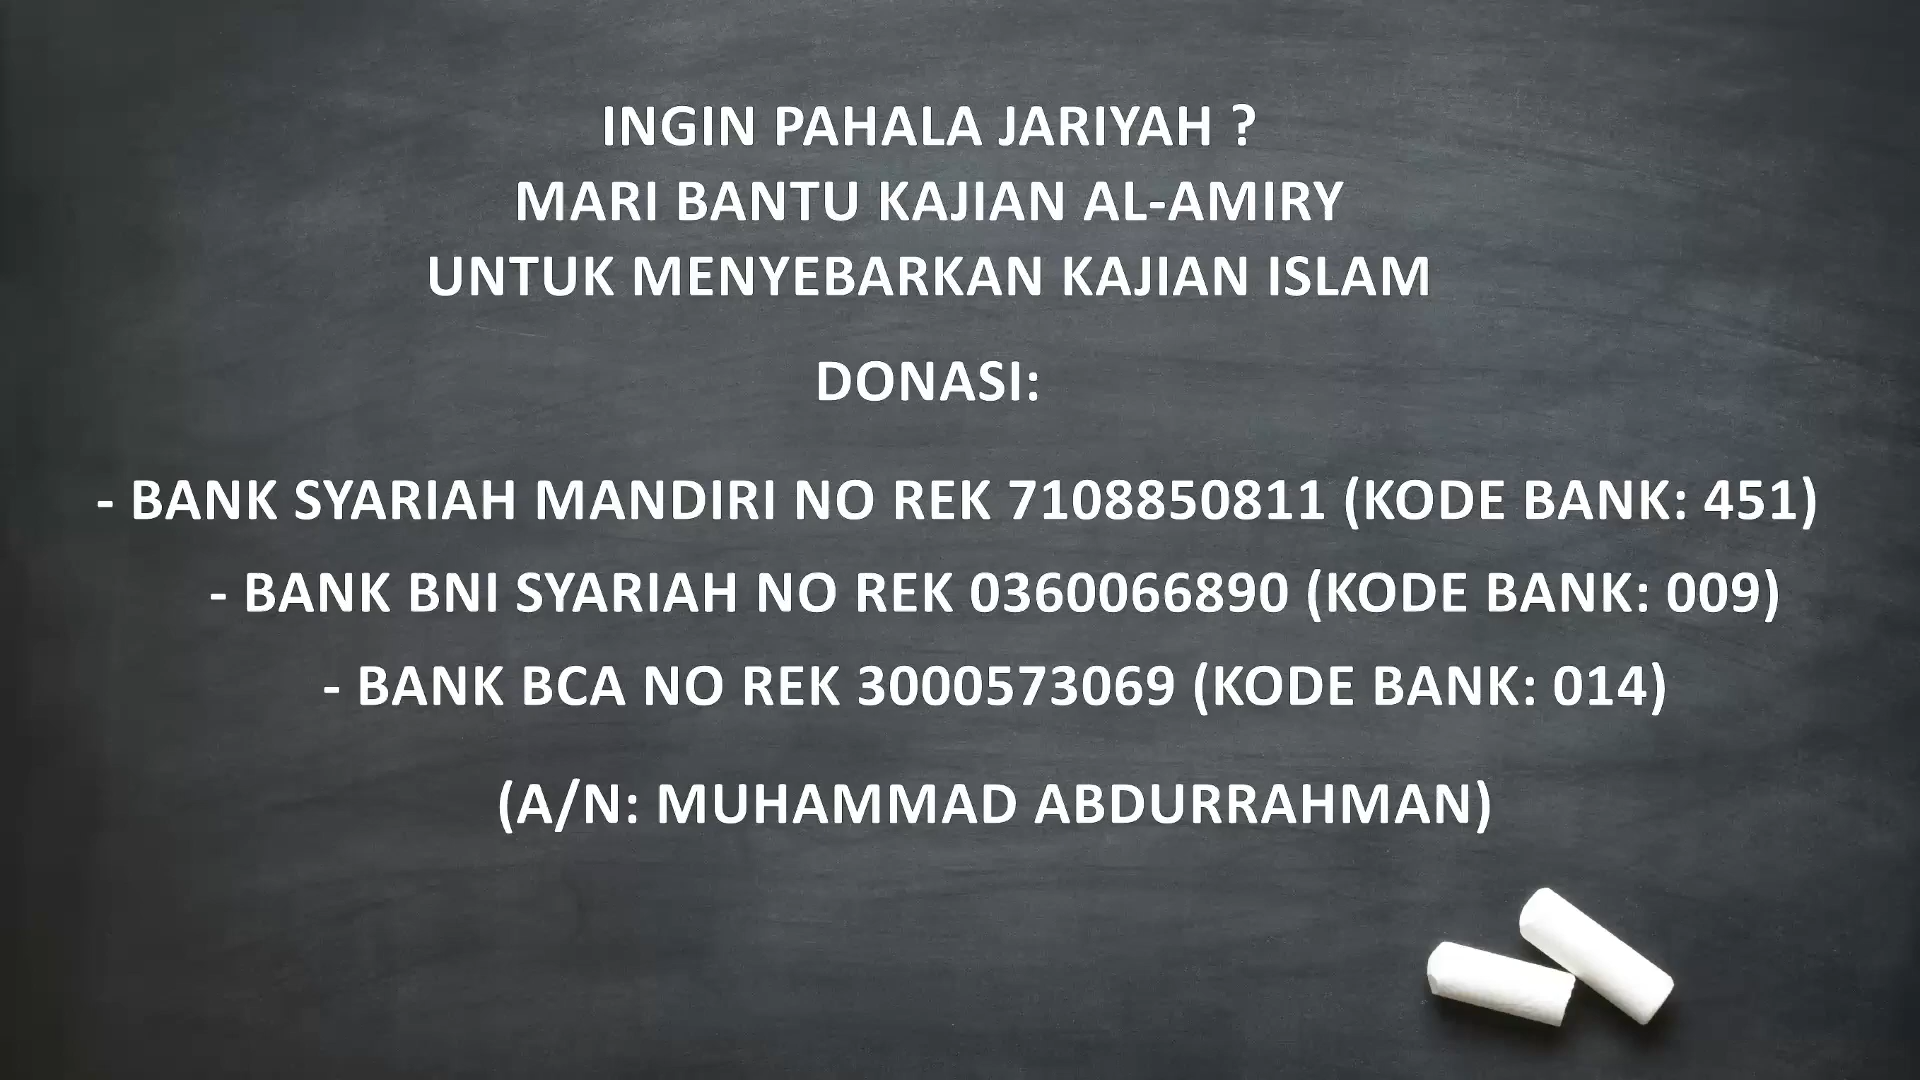 INGIN PAHALA JARIYAH ?
MARI BANTU KAJIAN AL-AMIRY
UNTUK MENYEBARKAN KAJIAN ISLAM
DONASI:
- BANK SYARIAH MANDIRI NO REK 7108850811 (KODE BANK: 451)
- BANK BNI SYARIAH NO REK 0360066890 (KODE BANK: 009)
- BANK BCA NO REK 3000573069 (KODE BANK: 014)
(A/N: MUHAMMAD ABDURRAHMAN)